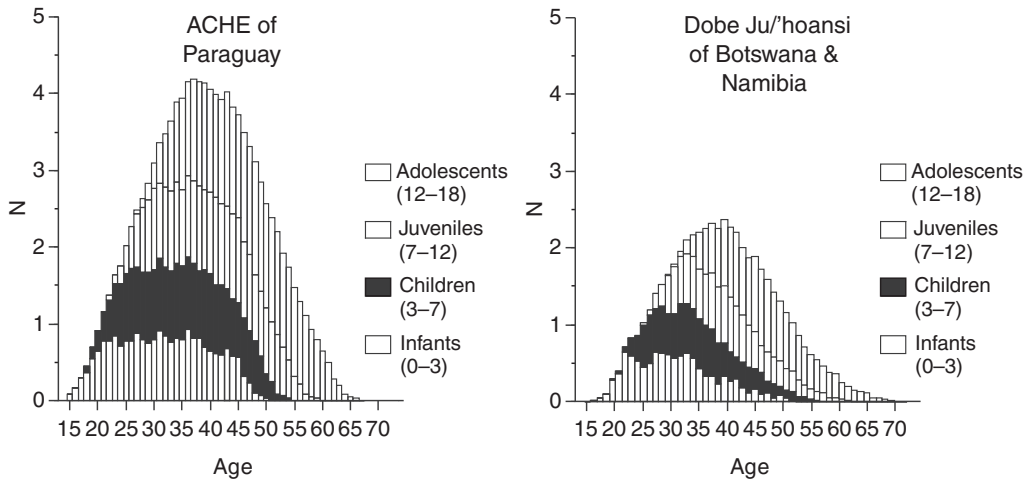 ACHE of
Paraguay
5
4
3
2
1
0
N
15 20 25 30 35 40 45 50 55 60 65 70
Age
Adolescents
(12–18)
Juveniles
(7–12)
Children
(3–7)
Infants
(0–3)
Dobe Ju/'hoansi
of Botswana &
Namibia
5
4
3
2
1
0
N
15 20 25 30 35 40 45 50 55 60 65 70
Age
Adolescents
(12–18)
Juveniles
(7–12)
Children
(3–7)
Infants
(0–3)